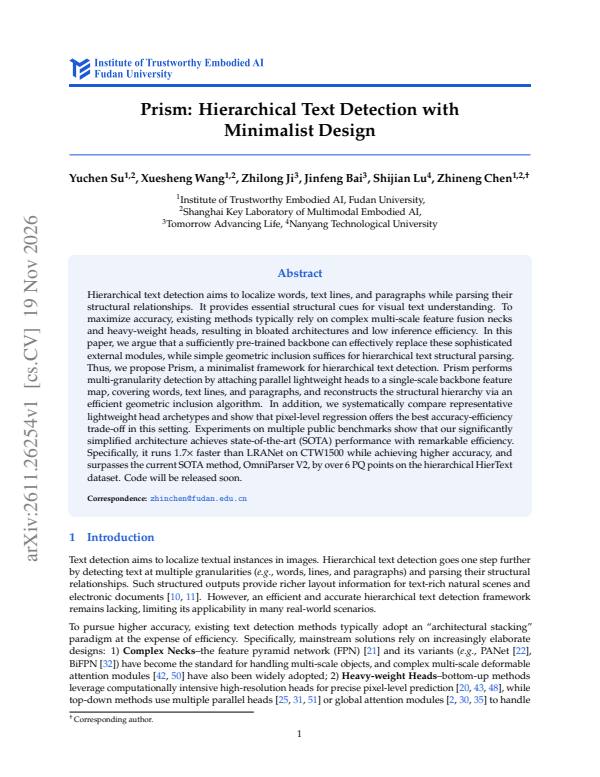 Institute of Trustworthy Embodied AI
Fudan University
Prism: Hierarchical Text Detection with
Minimalist Design
Yuchen Su1,2, Xuesheng Wang1,2, Zhilong Ji3, Jinfeng Bai3, Shijian Lu4, Zhineng Chen1,2,†
1Institute of Trustworthy Embodied AI, Fudan University,
2Shanghai Key Laboratory of Multimodal Embodied AI,
3Tomorrow Advancing Life, 4Nanyang Technological University
Abstract
Hierarchical text detection aims to localize words, text lines, and paragraphs while parsing their
structural relationships. It provides essential structural cues for visual text understanding. To
maximize accuracy, existing methods typically rely on complex multi-scale feature fusion necks
and heavy-weight heads, resulting in bloated architectures and low inference efficiency. In this
paper, we argue that a sufficiently pre-trained backbone can effectively replace these sophisticated
external modules, while simple geometric inclusion suffices for hierarchical text structural parsing.
Thus, we propose Prism, a minimalist framework for hierarchical text detection. Prism performs
multi-granularity detection by attaching parallel lightweight heads to a single-scale backbone feature
map, covering words, text lines, and paragraphs, and reconstructs the structural hierarchy via an
efficient geometric inclusion algorithm. In addition, we systematically compare representative
lightweight head archetypes and show that pixel-level regression offers the best accuracy-efficiency
trade-off in this setting. Experiments on multiple public benchmarks show that our significantly
simplified architecture achieves state-of-the-art (SOTA) performance with remarkable efficiency.
Specifically, it runs 1.7× faster than LRANet on CTW1500 while achieving higher accuracy, and
surpasses the current SOTA method, OmniParser V2, by over 6 PQ points on the hierarchical HierText
dataset. Code will be released soon.
Correspondence: zhinchen@fudan.edu.cn
1 Introduction
Text detection aims to localize textual instances in images. Hierarchical text detection goes one step further
by detecting text at multiple granularities (e.g., words, lines, and paragraphs) and parsing their structural
relationships. Such structured outputs provide richer layout information for text-rich natural scenes and
electronic documents [10, 11]. However, an efficient and accurate hierarchical text detection framework
remains lacking, limiting its applicability in many real-world scenarios.
To pursue higher accuracy, existing text detection methods typically adopt an “architectural stacking”
paradigm at the expense of efficiency. Specifically, mainstream solutions rely on increasingly elaborate
designs: 1) Complex Necks–the feature pyramid network (FPN) [21] and its variants (e.g., PANet [22],
BiFPN [32]) have become the standard for handling multi-scale objects, and complex multi-scale deformable
attention modules [42, 50] have also been widely adopted; 2) Heavy-weight Heads–bottom-up methods
leverage computationally intensive high-resolution heads for precise pixel-level prediction [20, 43, 48], while
top-down methods use multiple parallel heads [25, 31, 51] or global attention modules [2, 30, 35] to handle
†Corresponding author.
1
arXiv:2611.26254v1 [cs.CV] 19 Nov 2026